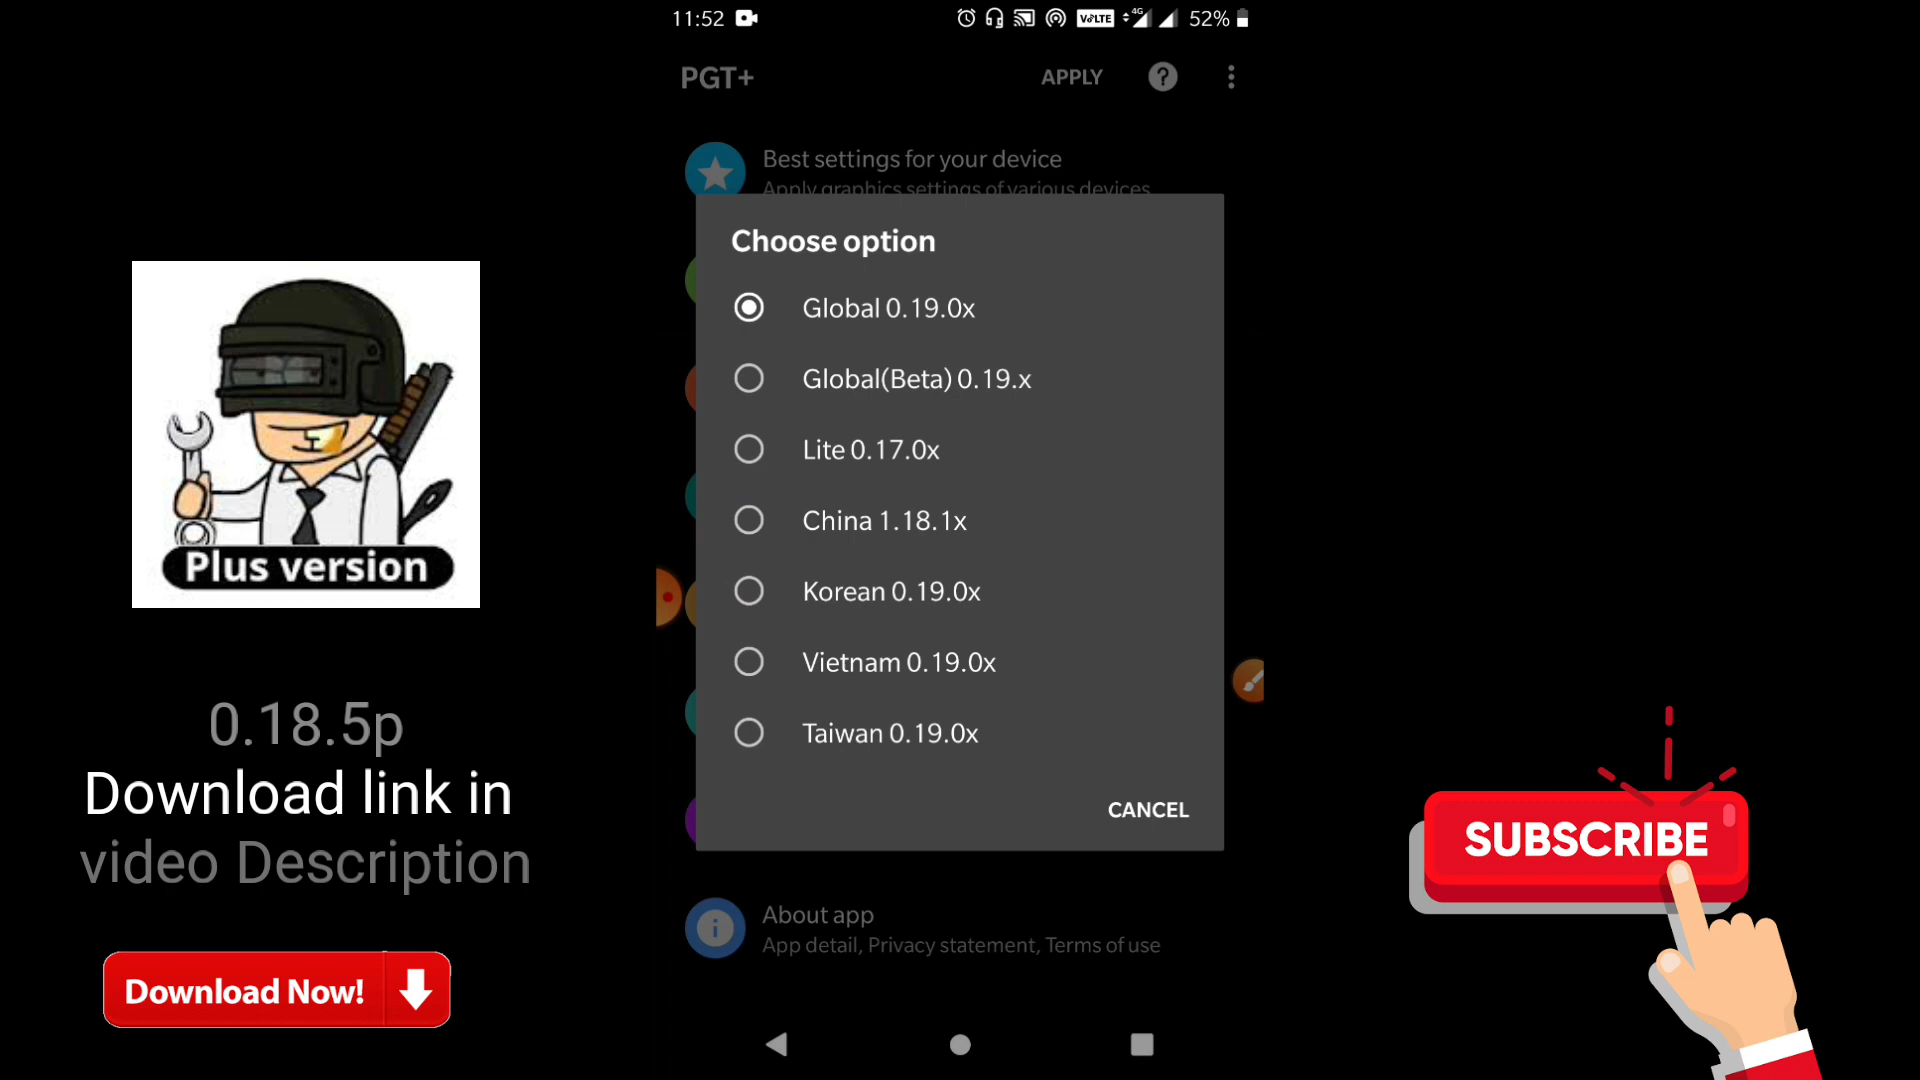 11:52
VoLTE
4G
52%
PGT+
APPLY
?
Best settings for your device
Apply graphics settings of various devices
Choose option
Global 0.19.0x
Global(Beta) 0.19.x
Lite 0.17.0x
China 1.18.1x
Korean 0.19.0x
Vietnam 0.19.0x
Taiwan 0.19.0x
CANCEL
About app
App detail, Privacy statement, Terms of use
Plus version
0.18.5p
Download link in
video Description
Download Now!
SUBSCRIBE